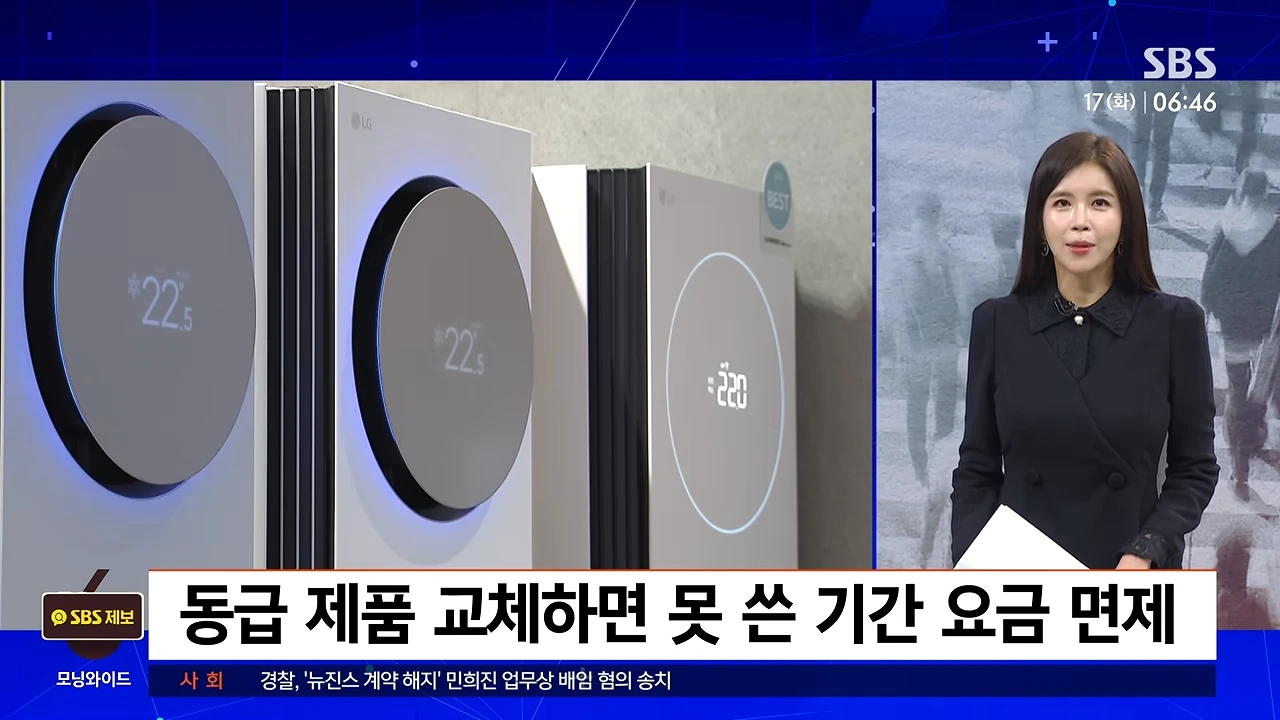 SBS
17(화) | 06:46
LG
BEST
22.5
22.5
220
동급 제품 교체하면 못 쓴 기간 요금 면제
SBS 제보
모닝와이드
사 회 경찰, '뉴진스 계약 해지' 민희진 업무상 배임 혐의 송치